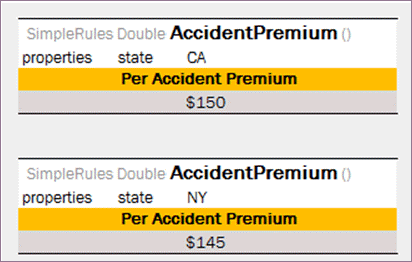 SimpleRules Double AccidentPremium ()
properties state CA
Per Accident Premium
$150
SimpleRules Double AccidentPremium ()
properties state NY
Per Accident Premium
$145